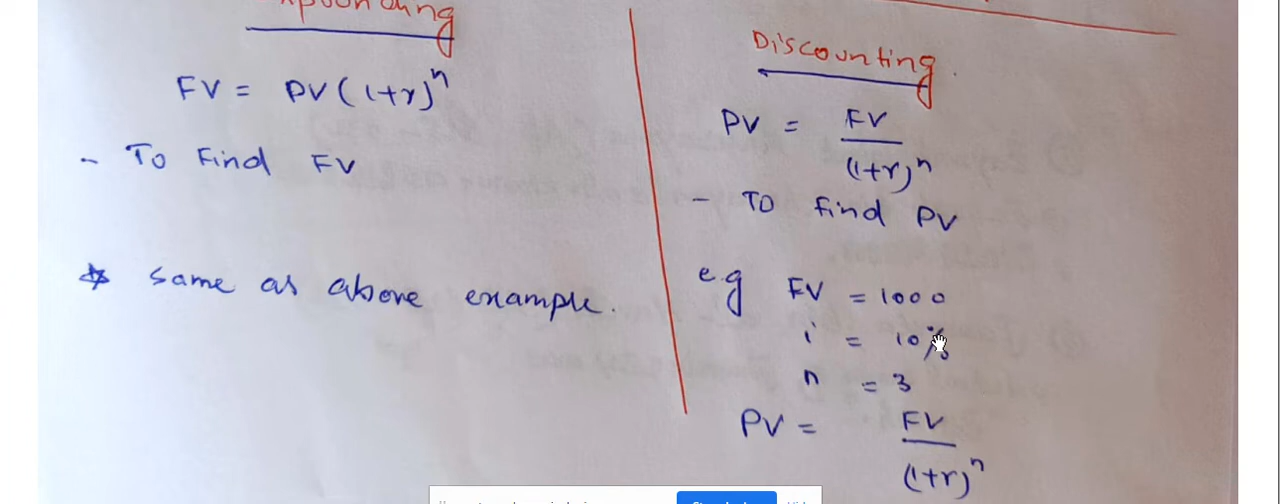 FV = PV (1+r)^n
- To Find FV
* Same as above example.
Discounting.
PV = FV / (1+r)^n
- TO Find PV
e.g FV = 1000
i = 10%
n = 3
PV = FV / (1+r)^n